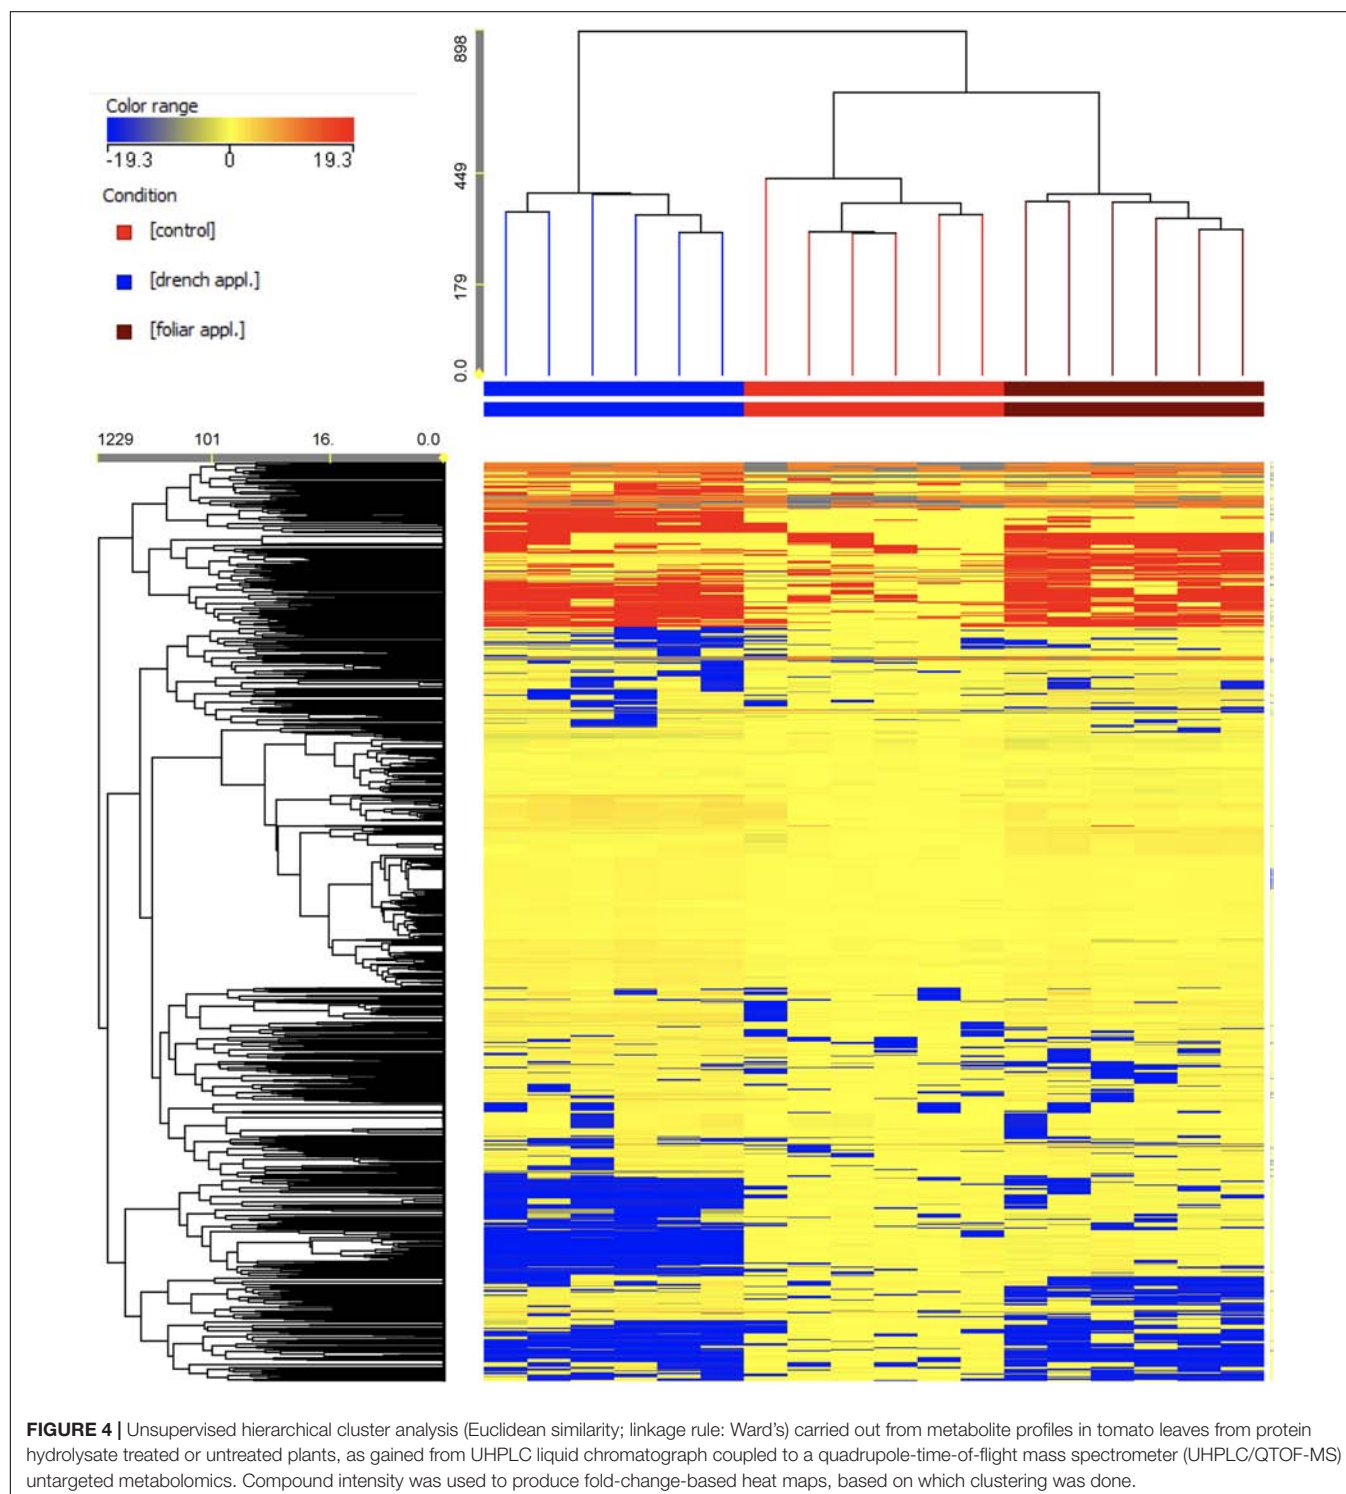 898
449
179
0.0
Color range
-19.3 0 19.3
Condition
[control]
[drench appl.]
[foliar appl.]
1229 101 16. 0.0
FIGURE 4 | Unsupervised hierarchical cluster analysis (Euclidean similarity; linkage rule: Ward's) carried out from metabolite profiles in tomato leaves from protein
hydrolysate treated or untreated plants, as gained from UHPLC liquid chromatograph coupled to a quadrupole-time-of-flight mass spectrometer (UHPLC/QTOF-MS)
untargeted metabolomics. Compound intensity was used to produce fold-change-based heat maps, based on which clustering was done.